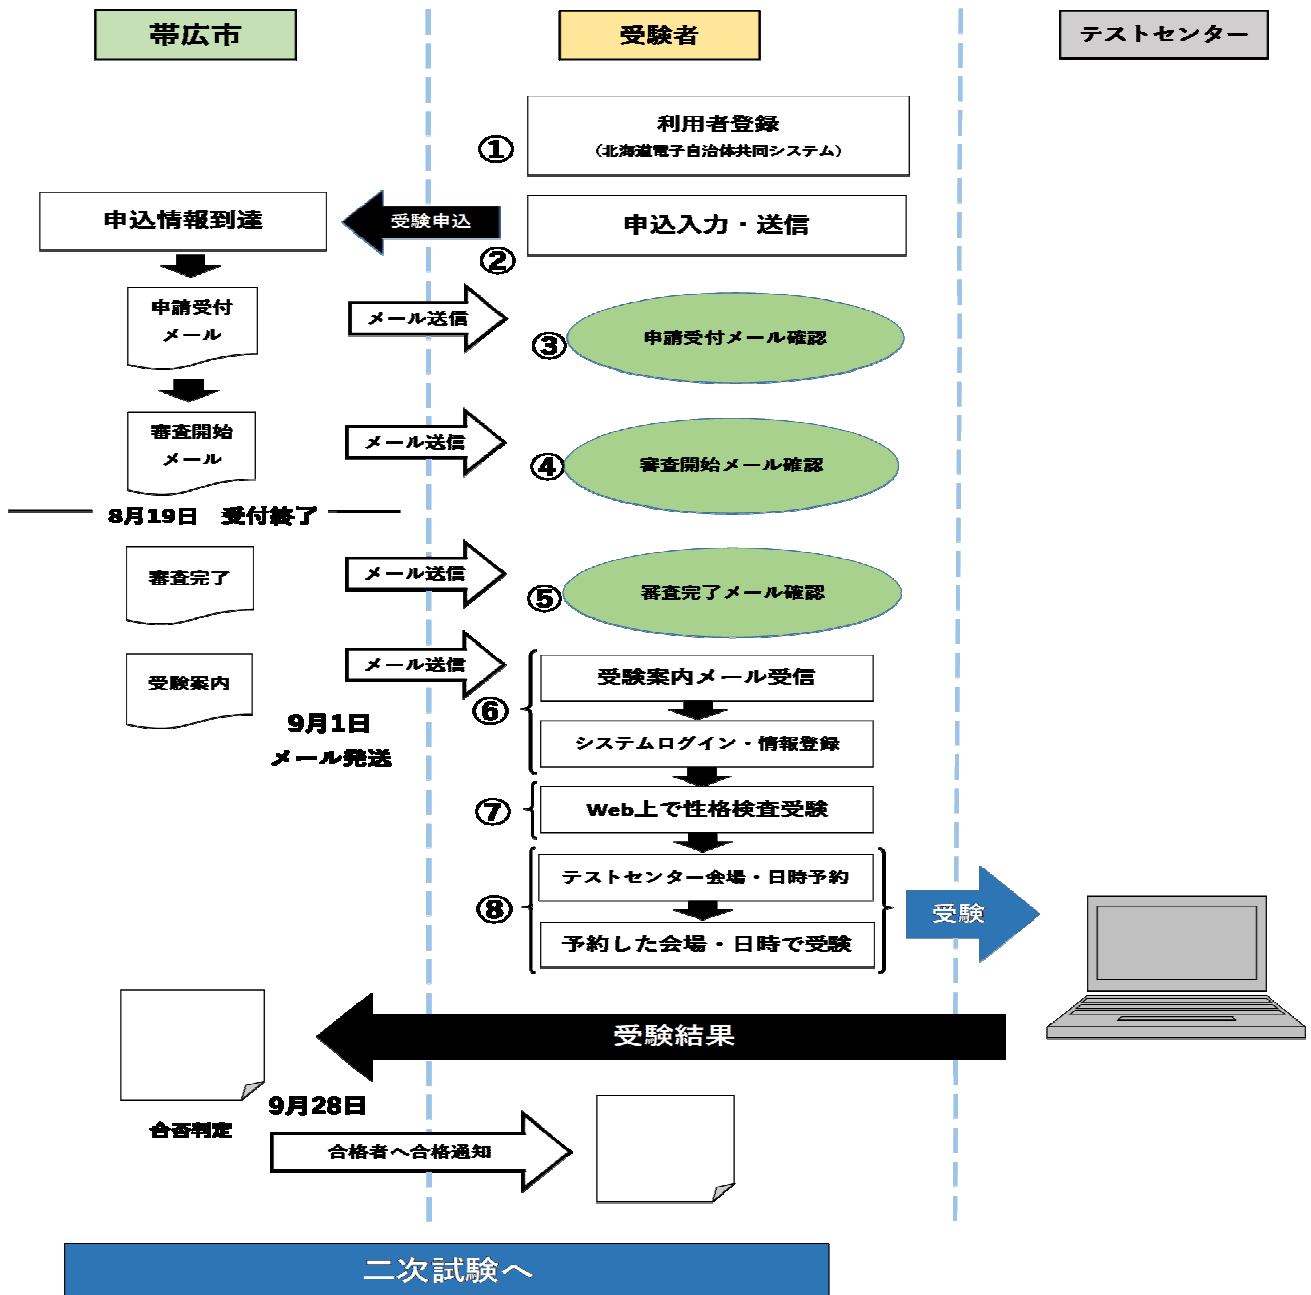 帯広市
受験者
テストセンター
①
利用者登録
（北海道電子自治体共同システム）
申込情報到達
受験申込
申込入力・送信
②
申請受付
メール
メール送信
③
申請受付メール確認
審査開始
メール
メール送信
④
審査開始メール確認
8月19日　受付終了
審査完了
メール送信
⑤
審査完了メール確認
受験案内
メール送信
9月1日
メール発送
⑥
受験案内メール受信
システムログイン・情報登録
⑦
Web上で性格検査受験
⑧
テストセンター会場・日時予約
予約した会場・日時で受験
受験
受験結果
合否判定
9月28日
合格者へ合格通知
二次試験へ